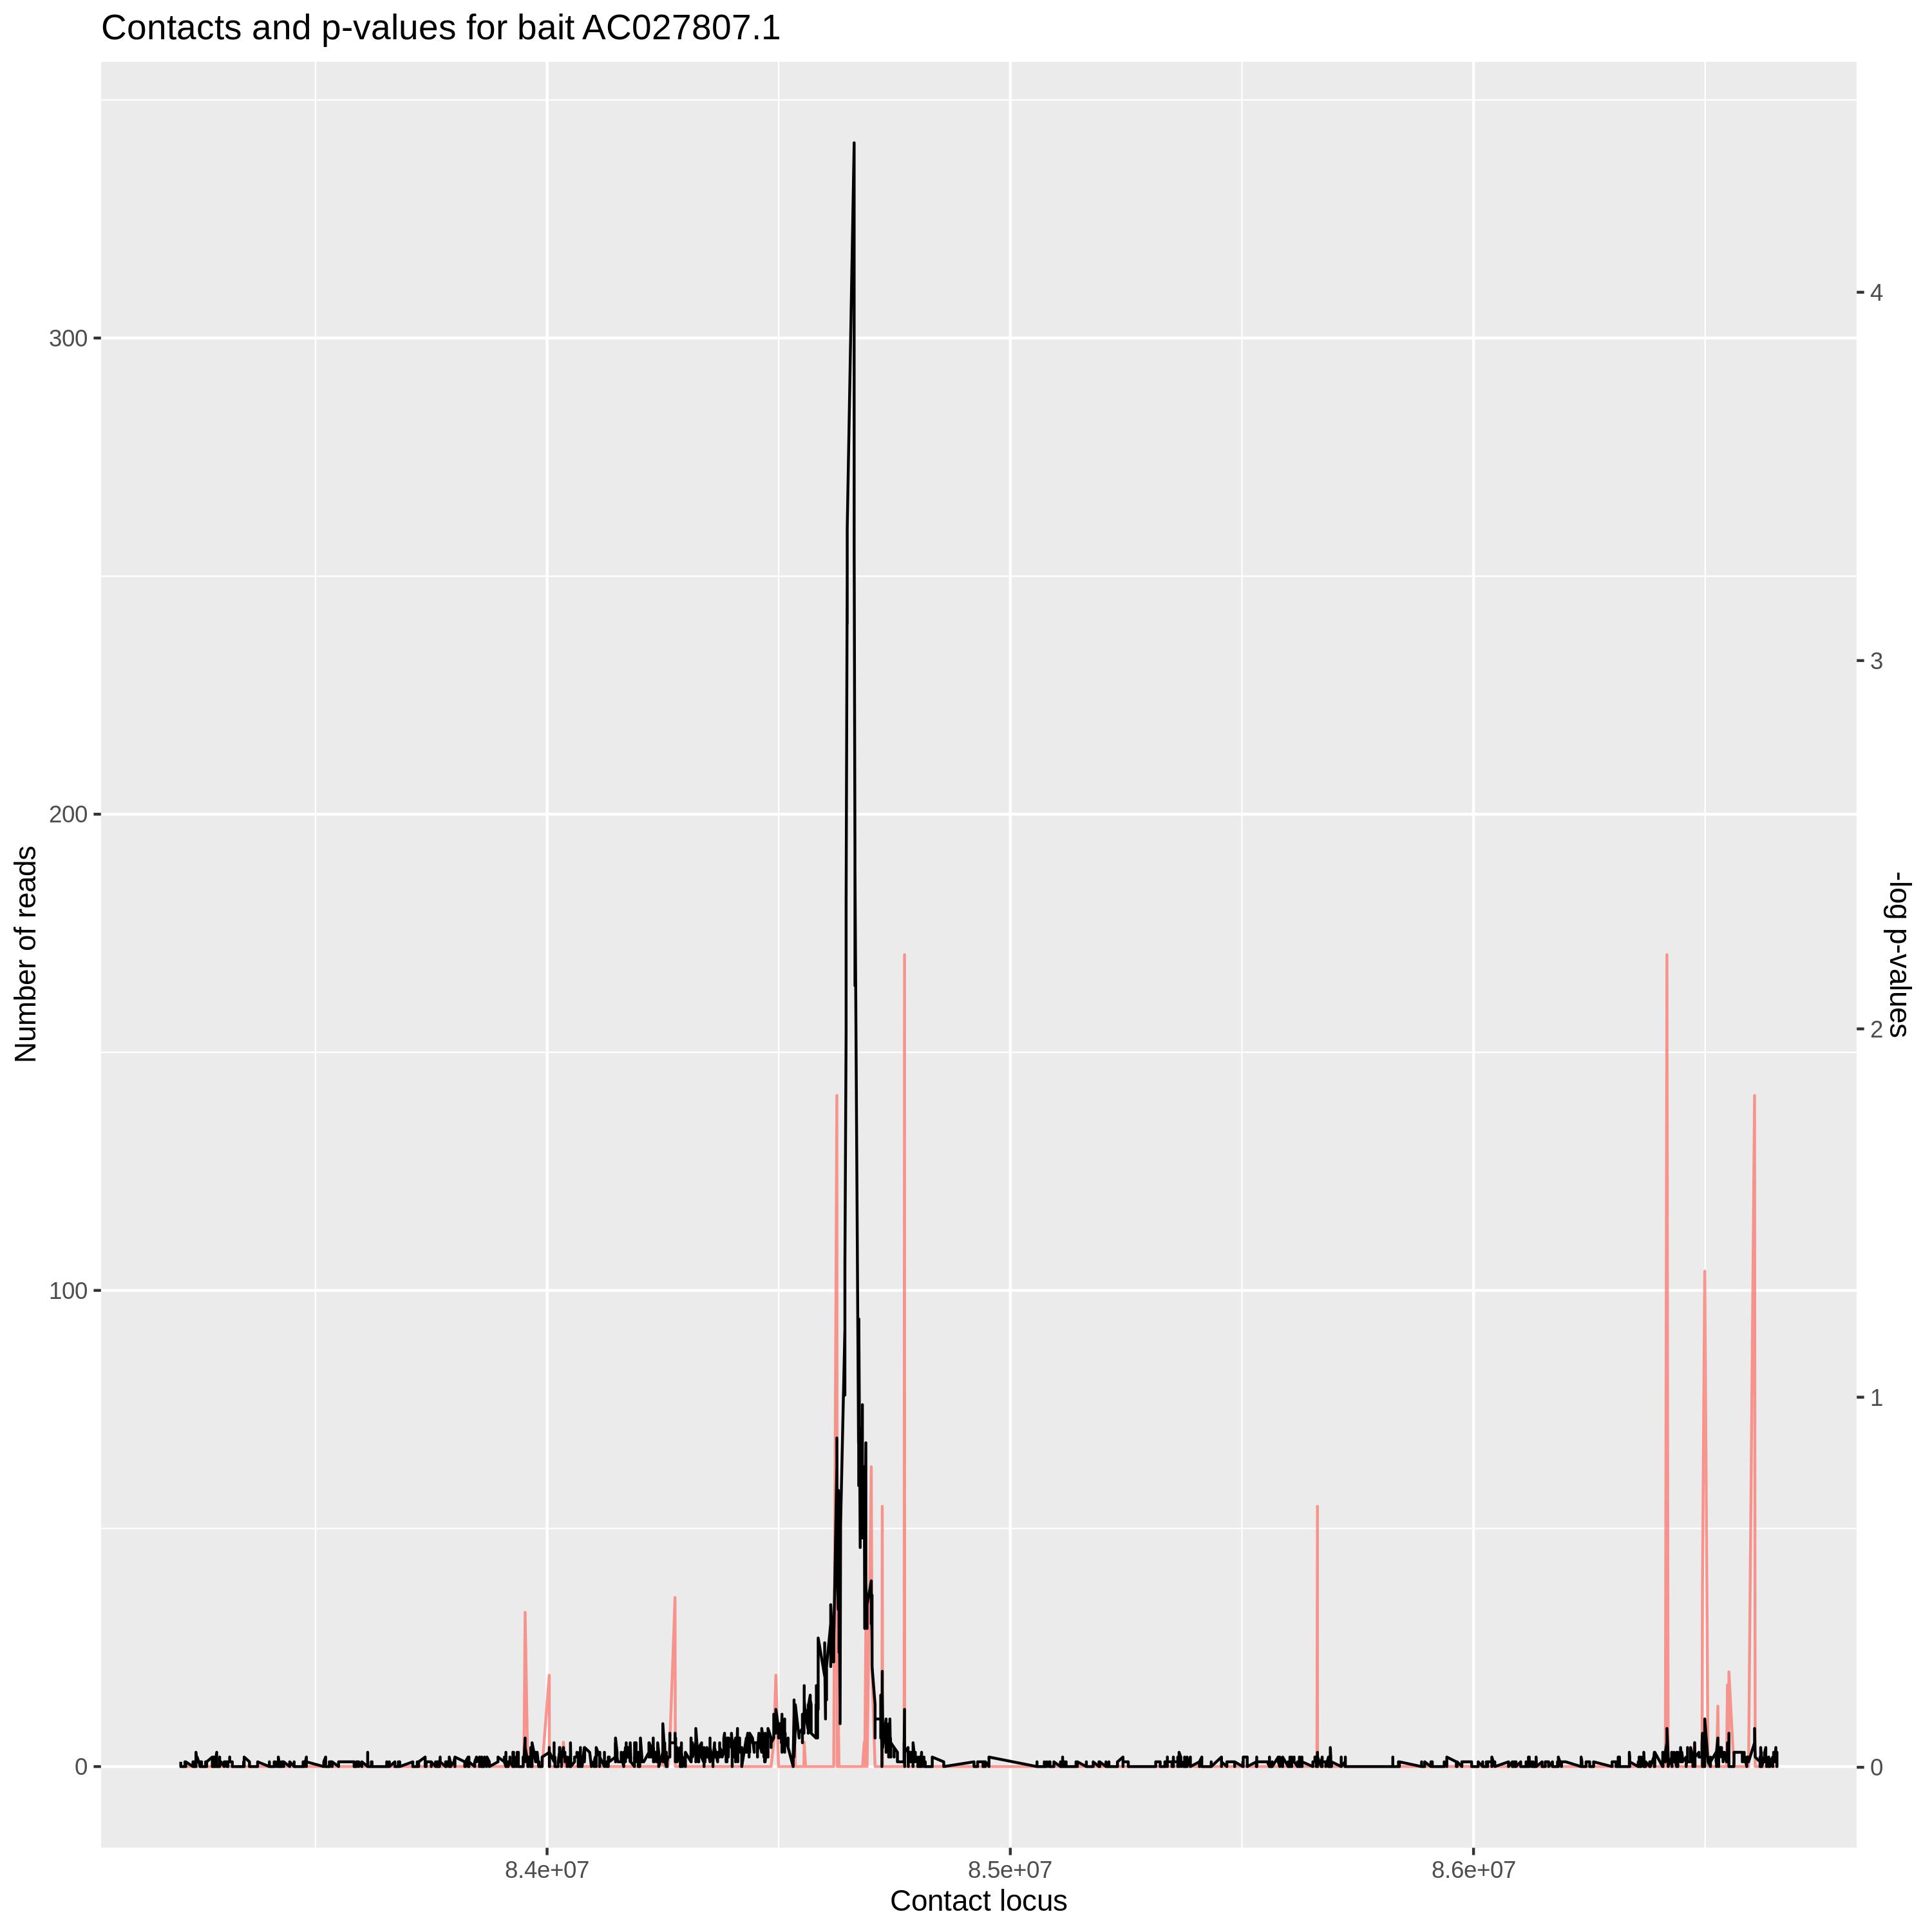 Contacts and p-values for bait AC027807.1
Number of reads
300
200
100
0
4
3
2
1
0
-log p-values
8.4e+07 8.5e+07 8.6e+07
Contact locus